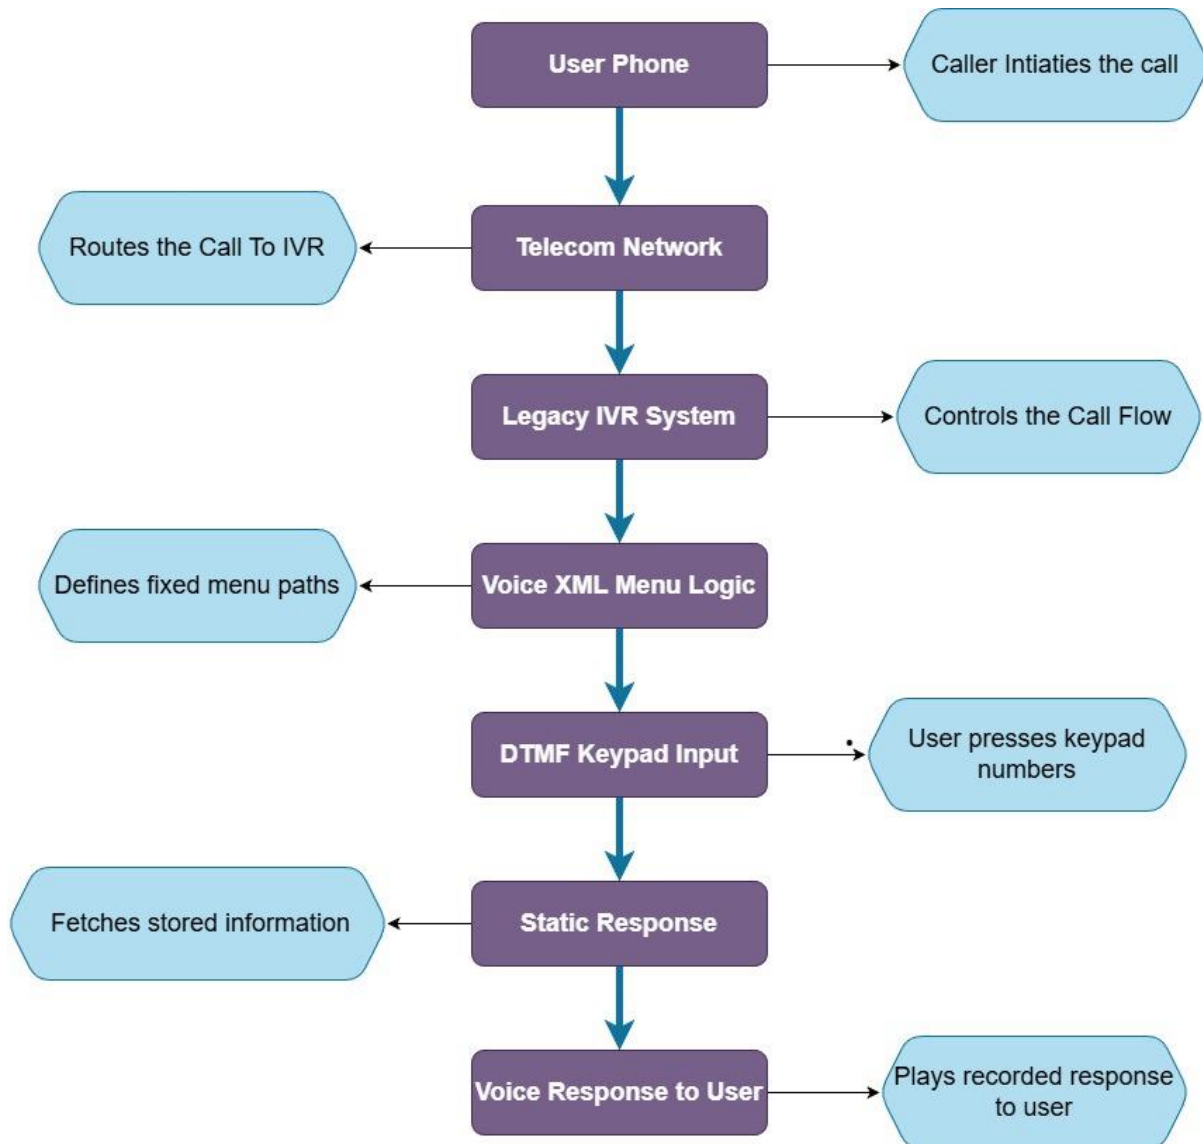 User Phone
Caller Intiaties the call
Routes the Call To IVR
Telecom Network
Legacy IVR System
Controls the Call Flow
Defines fixed menu paths
Voice XML Menu Logic
DTMF Keypad Input
User presses keypad
numbers
Fetches stored information
Static Response
Voice Response to User
Plays recorded response
to user